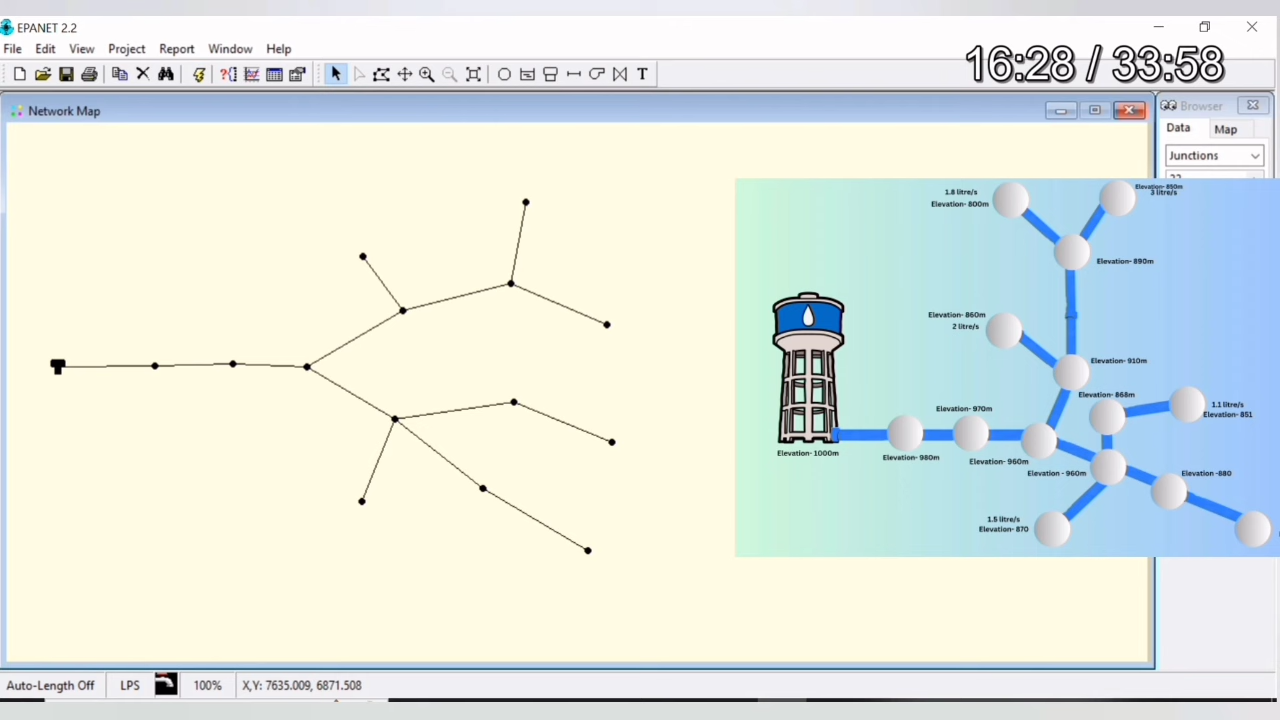 EPANET 2.2
File Edit View Project Report Window Help
16:28 / 33:58
T
Network Map
Browser
Data Map
Junctions
1.8 litre/s
Elevation- 800m
Elevation- 850m
3 litre/s
Elevation- 890m
Elevation- 860m
2 litre/s
Elevation- 910m
Elevation- 868m
1.1 litre/s
Elevation- 851
Elevation- 970m
Elevation- 1000m
Elevation- 980m
Elevation- 960m
Elevation - 960m
Elevation -880
1.5 litre/s
Elevation- 870
Auto-Length Off LPS 100% X,Y: 7635.009, 6871.508